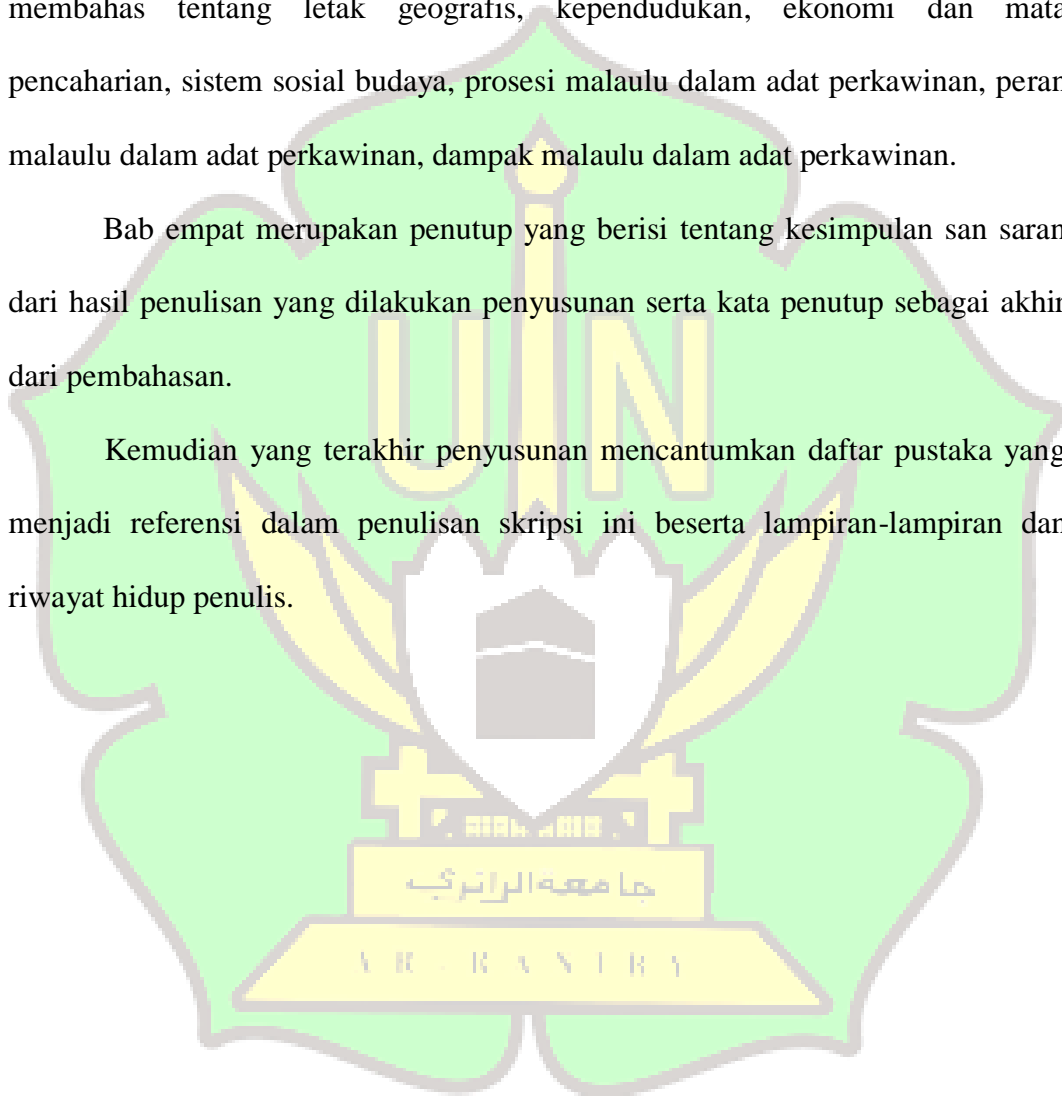 membahas tentang letak geografis, kependudukan, ekonomi dan mata
pencaharian, sistem sosial budaya, prosesi malaulu dalam adat perkawinan, peran
malaulu dalam adat perkawinan, dampak malaulu dalam adat perkawinan.
Bab empat merupakan penutup yang berisi tentang kesimpulan san saran
dari hasil penulisan yang dilakukan penyusunan serta kata penutup sebagai akhir
dari pembahasan.
Kemudian yang terakhir penyusunan mencantumkan daftar pustaka yang
menjadi referensi dalam penulisan skripsi ini beserta lampiran-lampiran dan
riwayat hidup penulis.
UIN
جامعة الرانري
AR-RANIRY